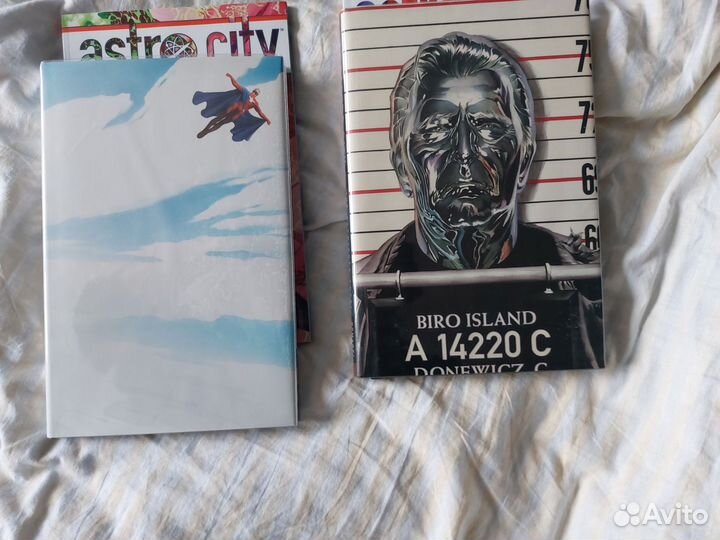 astro city
BIRO ISLAND
A 14220 C
DONEWICZ, C
Avito